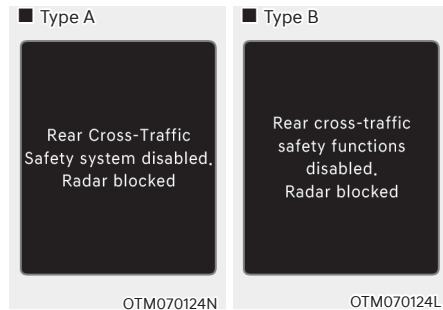 ■ Type A
Rear Cross-Traffic
Safety system disabled.
Radar blocked
OTM070124N
■ Type B
Rear cross-traffic
safety functions
disabled.
Radar blocked
OTM070124L